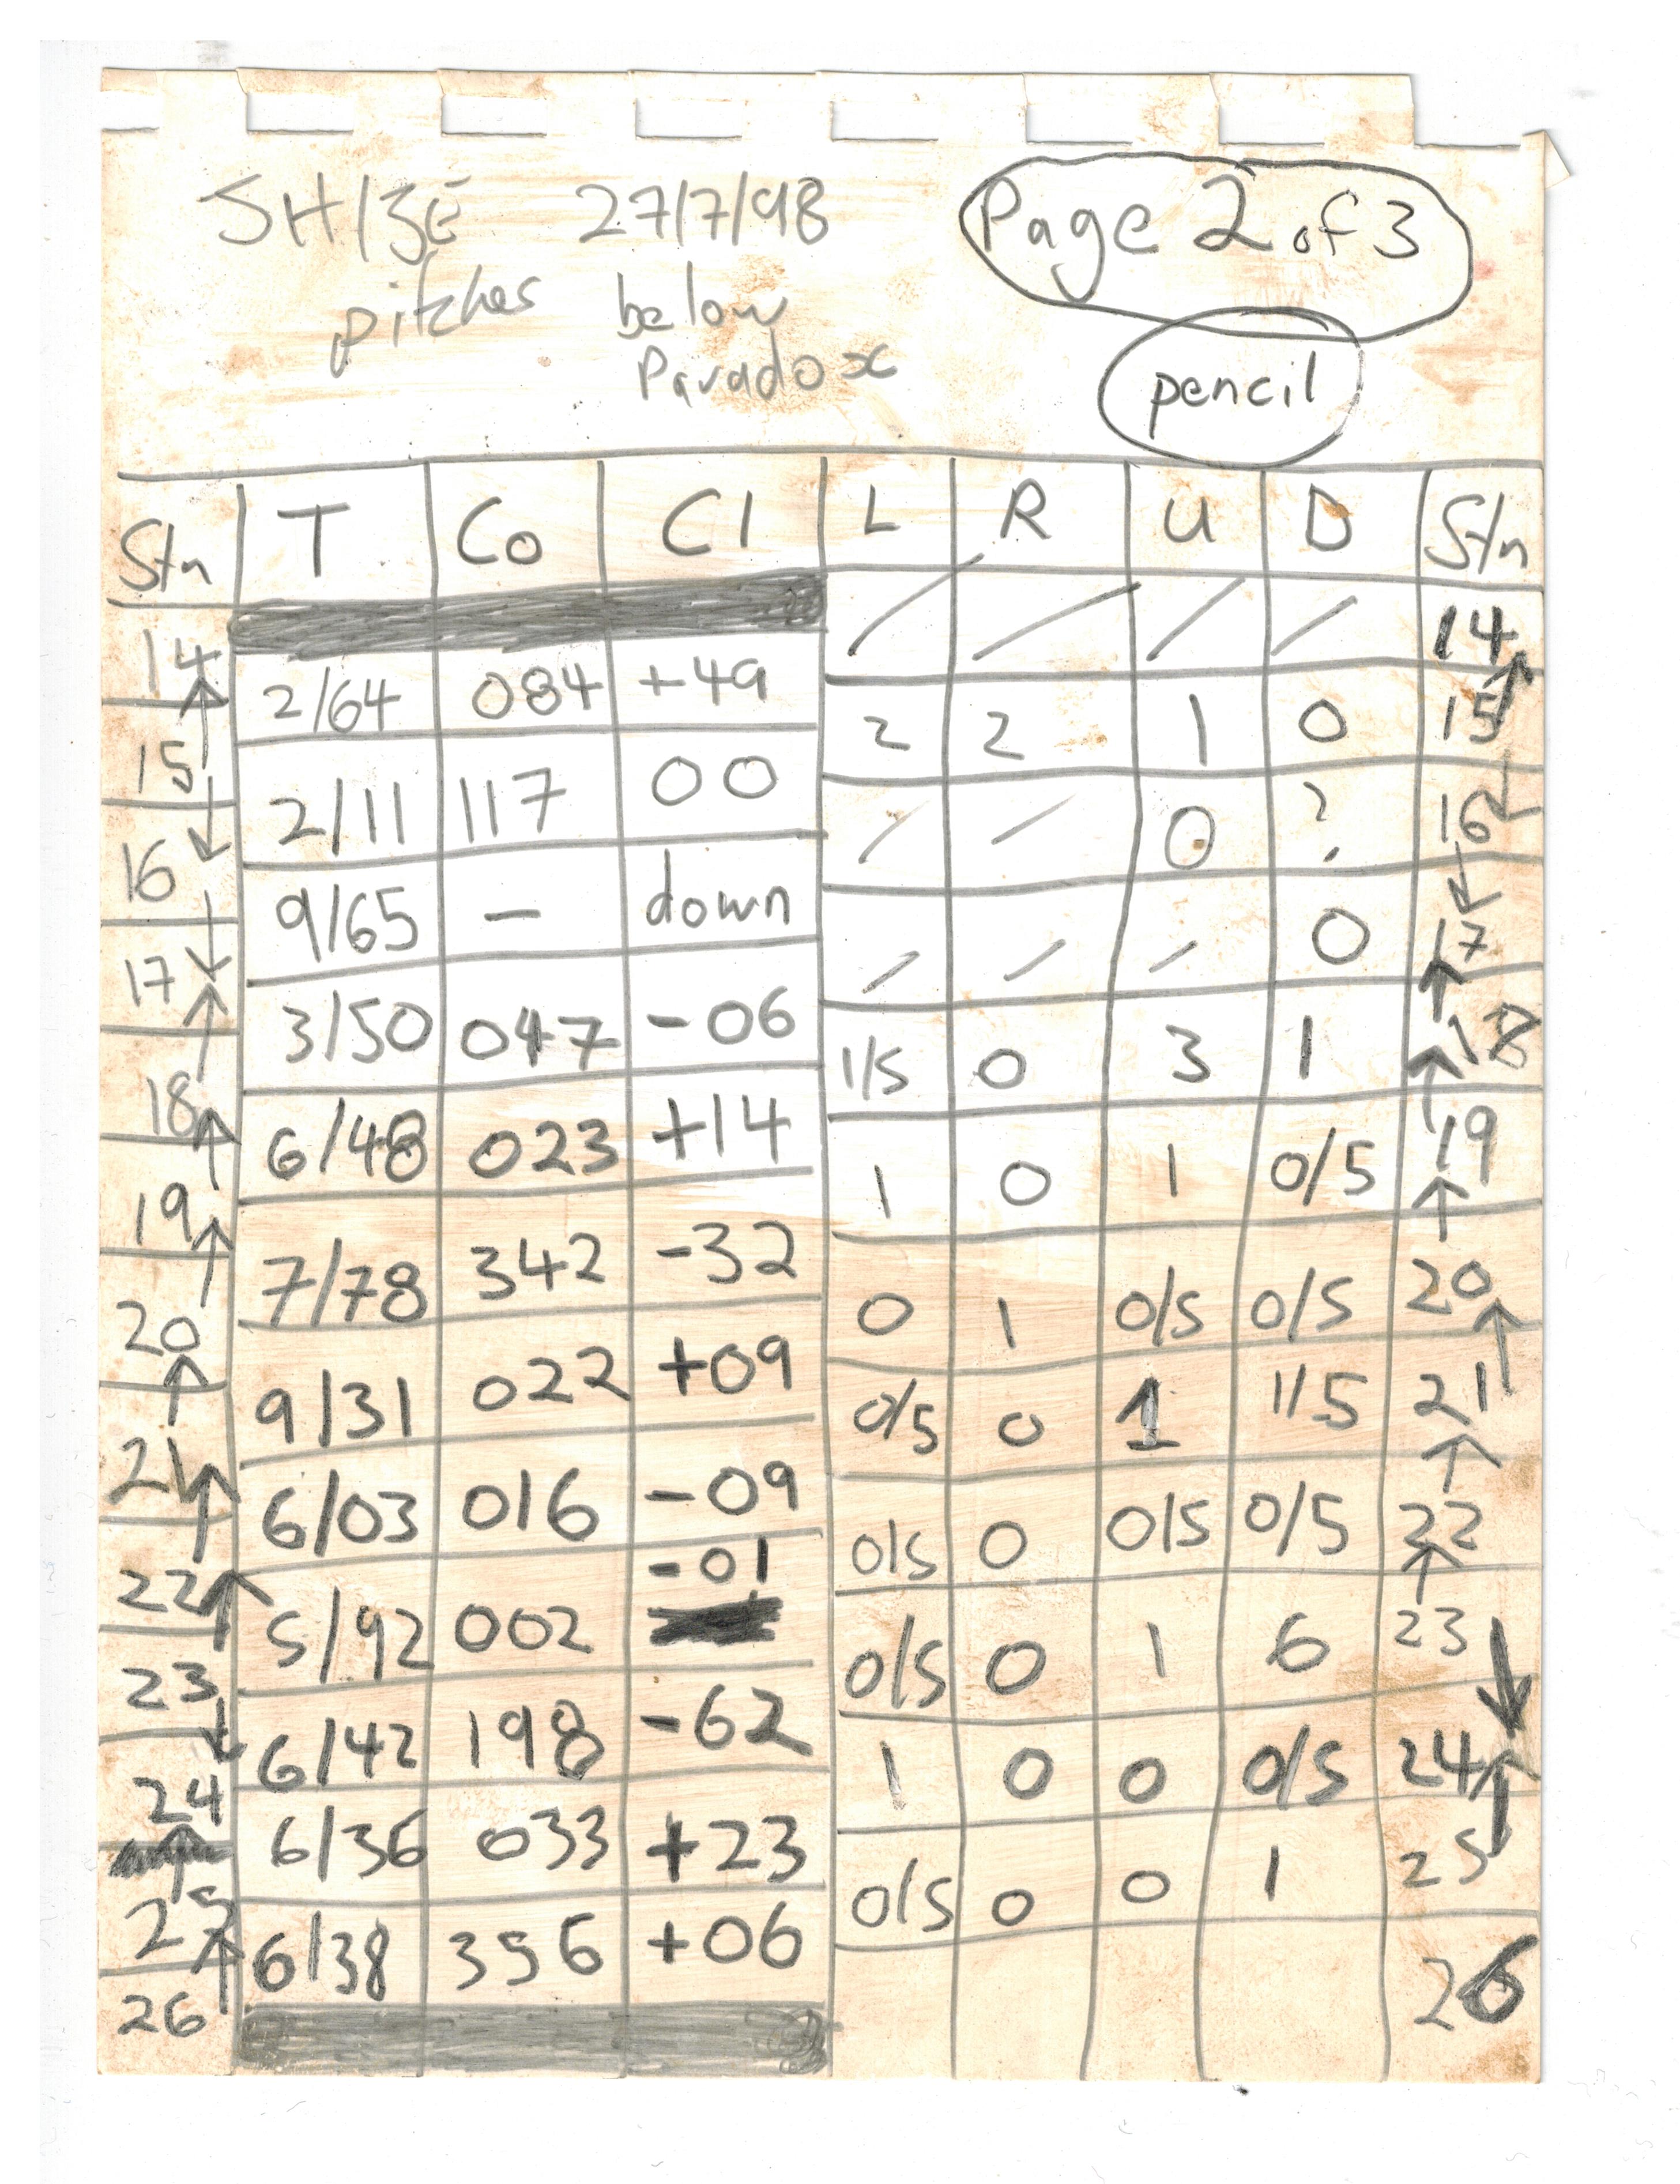 SH13E 27/7/98 Page 2 of 3
pitches below
Paradox pencil
Stn T Co Cl L R U D Stn
14 / / / / 14
2/64 084 +49
15 2 2 1 0 15
2/11 117 00
16 / / 0 ? 16
9/65 - down
17 / / / 0 17
3/50 047 -06
18 1/5 0 3 1 18
6/48 023 +14
19 1 0 1 0/5 19
7/78 342 -32
20 0 1 0/5 0/5 20
9/31 022 +09
21 0/5 0 1 1/5 21
6/03 016 -09
22 0/5 0 0/5 0/5 22
5/92 002 -01
23 0/5 0 1 6 23
6/42 198 -62
24 1 0 0 0/5 24
6/36 033 +23
25 0/5 0 0 1 25
6/38 356 +06
26 26